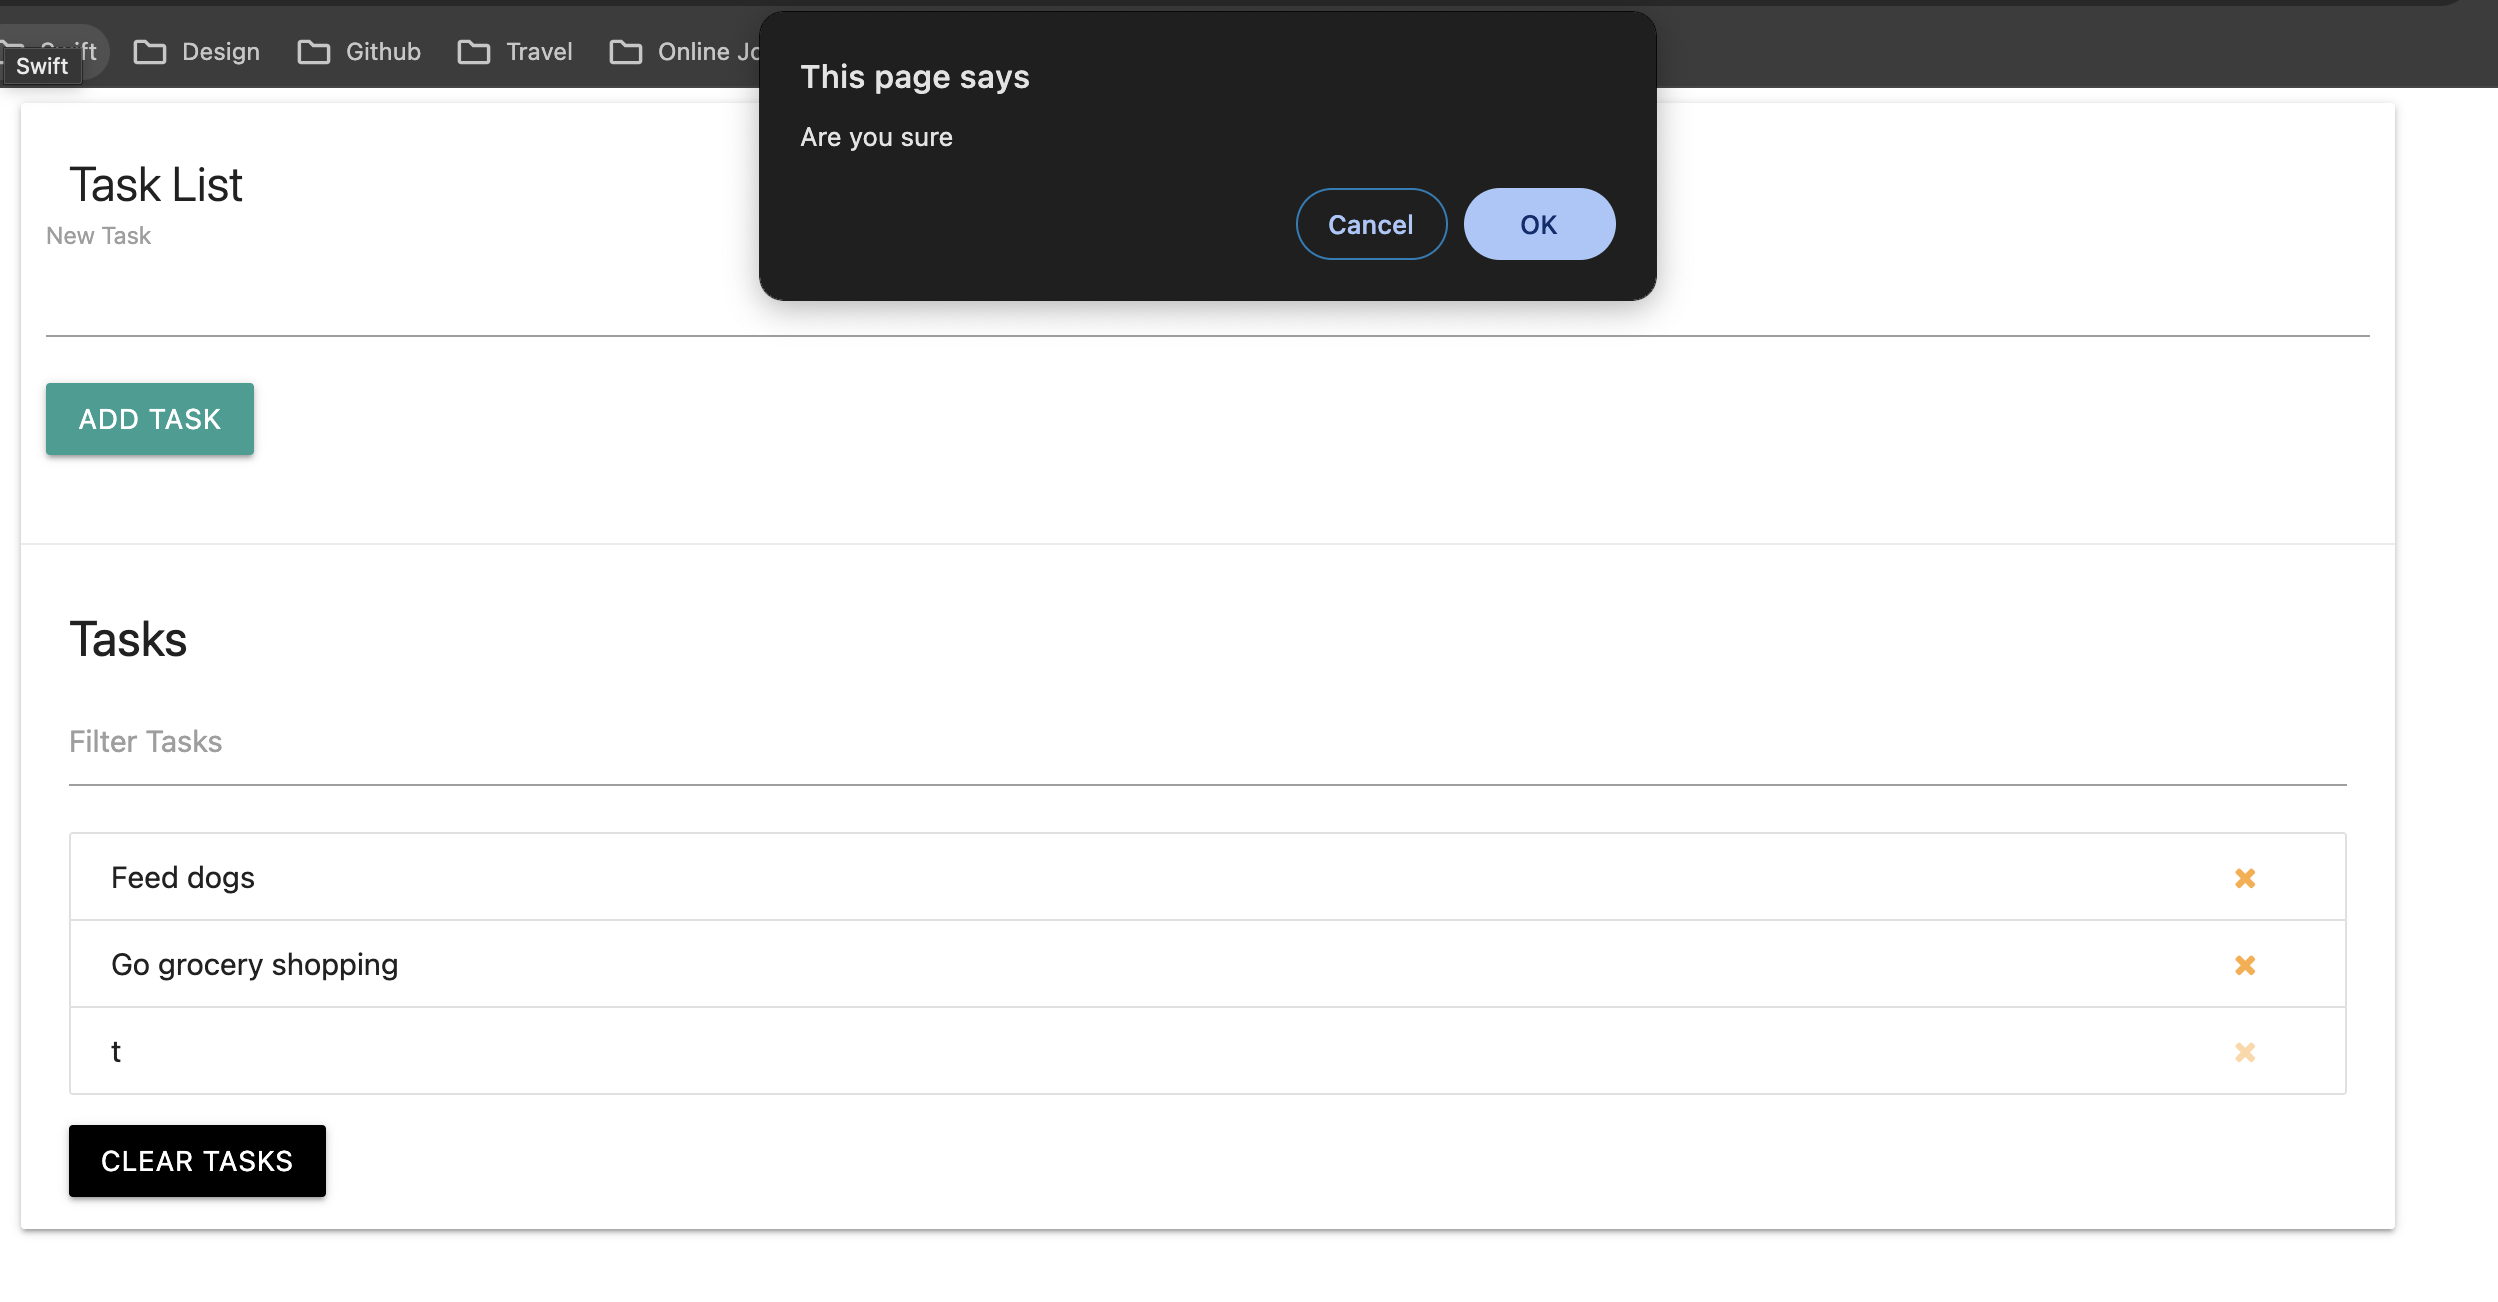 Swift
Design
Github
Travel
Online
This page says
Are you sure
Cancel
OK
Task List
New Task
ADD TASK
Tasks
Filter Tasks
Feed dogs
Go grocery shopping
t
CLEAR TASKS